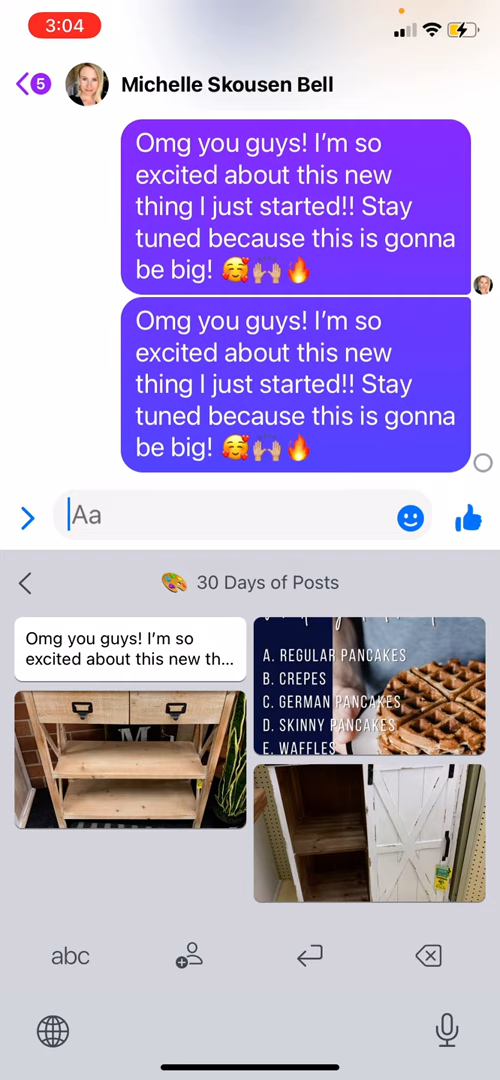 3:04
5
Michelle Skousen Bell
Omg you guys! I'm so
excited about this new
thing I just started!! Stay
tuned because this is gonna
be big! 🥰🙌🏼🔥
Omg you guys! I'm so
excited about this new
thing I just started!! Stay
tuned because this is gonna
be big! 🥰🙌🏼🔥
Aa
🎨 30 Days of Posts
Omg you guys! I'm so
excited about this new th...
A. REGULAR PANCAKES
B. CREPES
C. GERMAN PANCAKES
D. SKINNY PANCAKES
E. WAFFLES
M
abc